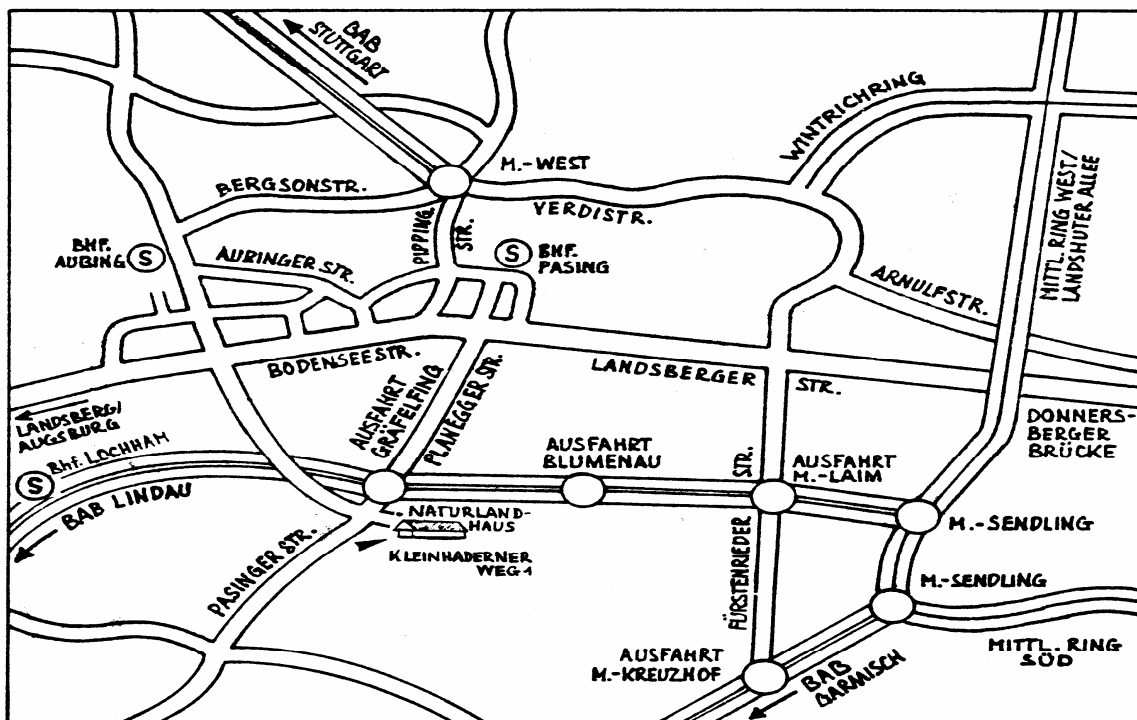 BAB
STUTTGART
WINTRICHRING
M.-WEST
BERGSONSTR.
VERDISTR.
MITTL. RING WEST/
LANDSHUTER ALLEE
PIPPING.
STR.
BHF.
AUBING S
AUBINGER STR.
S BHF.
PASING
ARNULFSTR.
BODENSEESTR.
LANDSBERGER
STR.
LANDSBERG/
AUGSBURG
AUSFAHRT
GRÄFELFING
PLANEGGER STR.
DONNERS-
BERGER
BRÜCKE
S Bhf. LOCHHAM
BAB LINDAU
AUSFAHRT
BLUMENAU
STR.
AUSFAHRT
M.-LAIM
NATURLAND-
HAUS
KLEINHADERNER
WEG 1
M.-SENDLING
PASINGER STR.
FÜRSTENRIEDER
M.-SENDLING
MITTL. RING
SÜD
AUSFAHRT
M.-KREUZHOF
BAB
GARMISCH